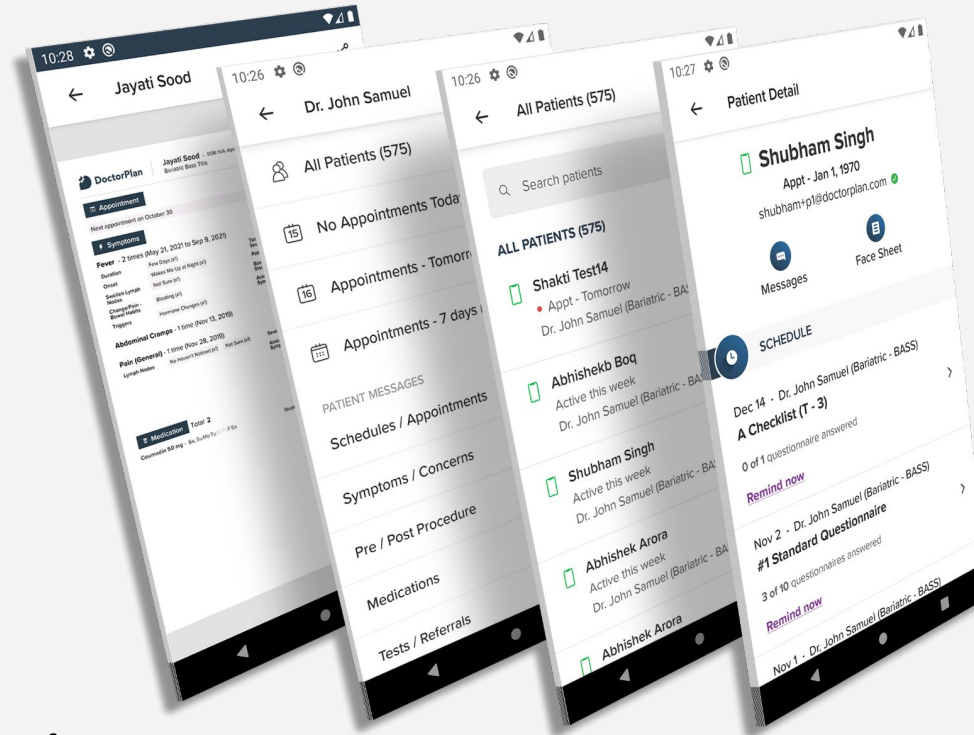 10:28
Jayati Sood
DoctorPlan
Jayati Sood
Bariatric Bass Title
Appointment
Next appointment on October 30
Symptoms
Fever - 2 times (May 21, 2021 to Sep 9, 2021)
Duration Few Days (x1)
Onset Wakes Me Up at Night (x1)
Swollen Lymph Nodes Not Sure (x1)
Change/Pain - Bowel Habits Bloating (x1)
Triggers Hormone Changes (x1)
Abdominal Cramps - 1 time (Nov 13, 2019)
Pain (General) - 1 time (Nov 28, 2019)
Lymph Nodes No Haven't Noticed (x1) Not Sure (x1)
Medication Total 2
Coumadin 50 mg - 6x,
10:26
Dr. John Samuel
All Patients (575)
15 No Appointments Toda
16 Appointments - Tomorr
Appointments - 7 days
PATIENT MESSAGES
Schedules / Appointments
Symptoms / Concerns
Pre / Post Procedure
Medications
Tests / Referrals
10:26
All Patients (575)
Search patients
ALL PATIENTS (575)
Shakti Test14
Appt - Tomorrow
Dr. John Samuel (Bariatric - BAS
Abhishekb Boq
Active this week
Dr. John Samuel (Bariatric - BA
Shubham Singh
Active this week
Dr. John Samuel (Bariatric - BAS
Abhishek Arora
Active this week
Dr. John Samuel (Bariatric - BA
Abhishek Arora
10:27
Patient Detail
Shubham Singh
Appt - Jan 1, 1970
shubham+p1@doctorplan.com
Messages
Face Sheet
SCHEDULE
Dec 14 · Dr. John Samuel (Bariatric - BASS)
A Checklist (T - 3)
0 of 1 questionnaire answered
Remind now
Nov 2 · Dr. John Samuel (Bariatric - BASS)
#1 Standard Questionnaire
3 of 10 questionnaires answered
Remind now
Nov 1 · Dr. John Samuel (Bariatric - BASS)